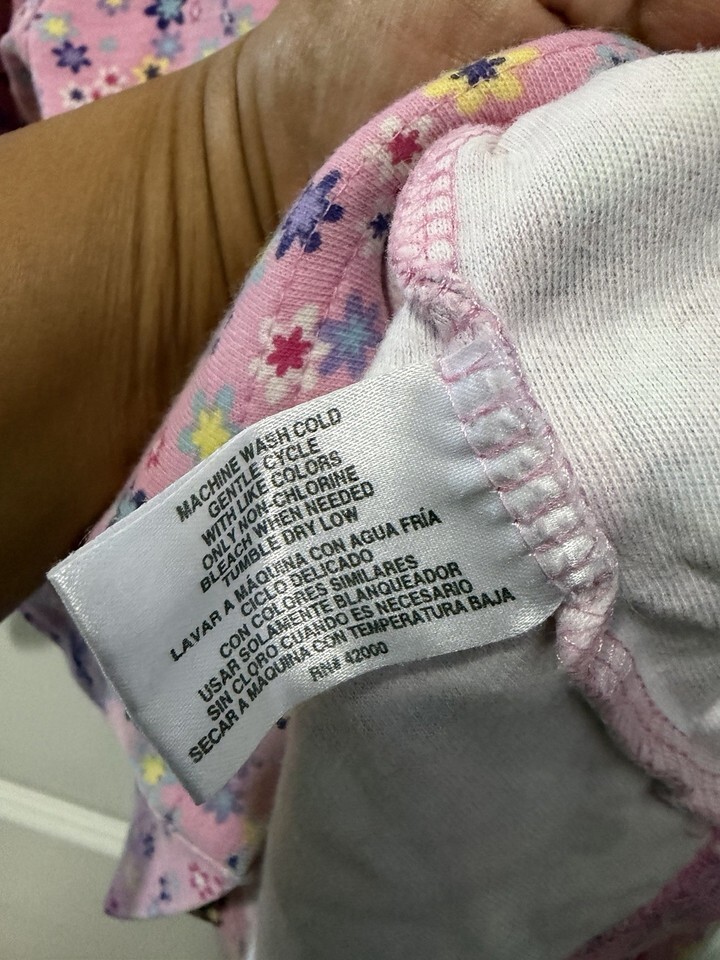 MACHINE WASH COLD
GENTLE CYCLE
WITH LIKE COLORS
ONLY NON-CHLORINE
BLEACH WHEN NEEDED
TUMBLE DRY LOW
LAVAR A MÁQUINA CON AGUA FRÍA
CICLO DELICADO
CON COLORES SIMILARES
USAR SOLAMENTE BLANQUEADOR
SIN CLORO CUANDO ES NECESARIO
SECAR A MÁQUINA CON TEMPERATURA BAJA
RN# 42000